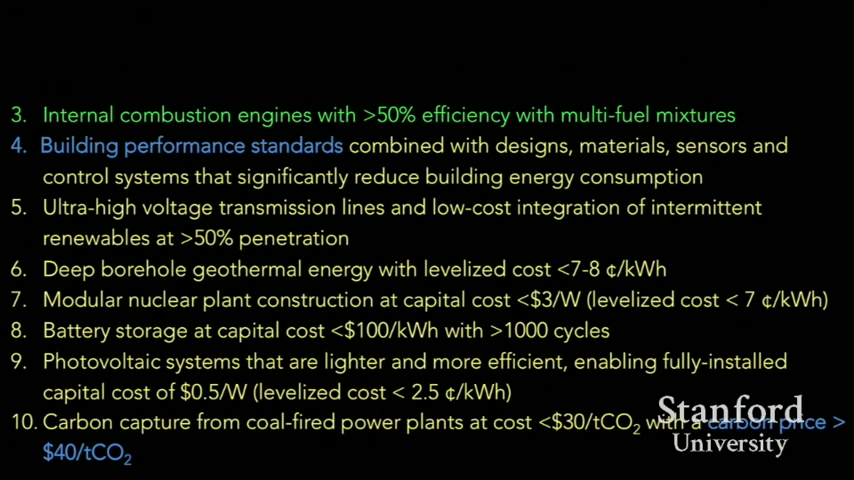 3. Internal combustion engines with >50% efficiency with multi-fuel mixtures
4. Building performance standards combined with designs, materials, sensors and
control systems that significantly reduce building energy consumption
5. Ultra-high voltage transmission lines and low-cost integration of intermittent
renewables at >50% penetration
6. Deep borehole geothermal energy with levelized cost <7-8 ¢/kWh
7. Modular nuclear plant construction at capital cost <$3/W (levelized cost < 7 ¢/kWh)
8. Battery storage at capital cost <$100/kWh with >1000 cycles
9. Photovoltaic systems that are lighter and more efficient, enabling fully-installed
capital cost of $0.5/W (levelized cost < 2.5 ¢/kWh)
10. Carbon capture from coal-fired power plants at cost <$30/tCO₂ with a carbon price >
$40/tCO₂
Stanford
University